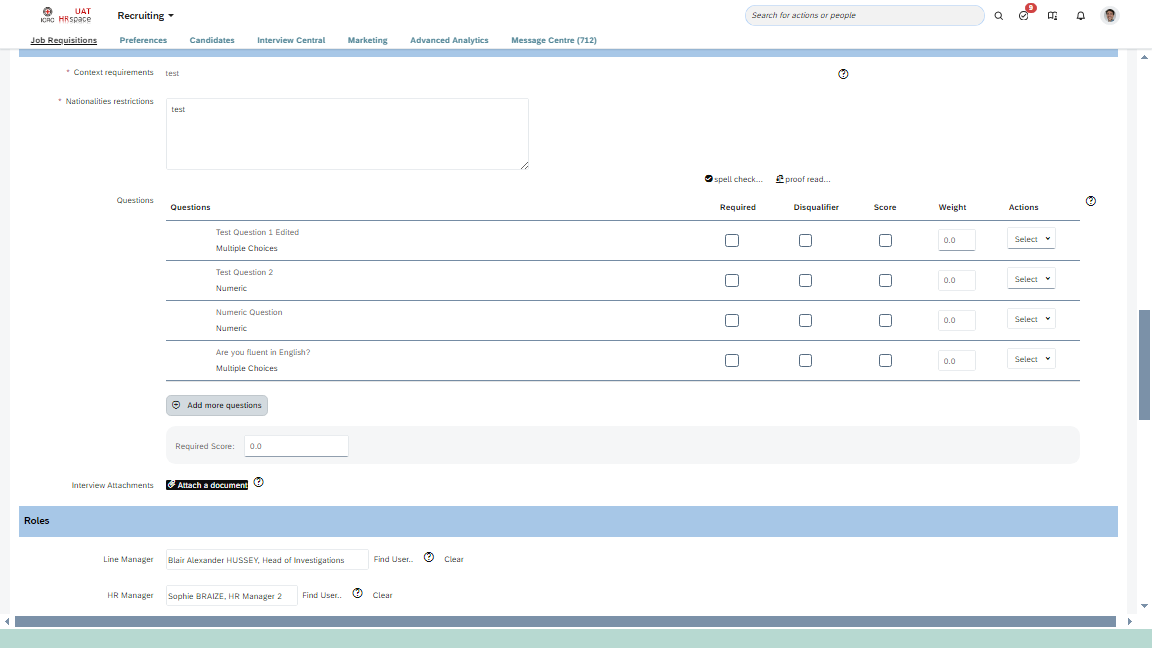 ICRC
UAT
HRspace
Recruiting
Search for actions or people
9
Job Requisitions
Preferences
Candidates
Interview Central
Marketing
Advanced Analytics
Message Centre (712)
* Context requirements
test
* Nationalities restrictions
test
spell check...
proof read...
Questions
Questions
Required
Disqualifier
Score
Weight
Actions
Test Question 1 Edited
Multiple Choices
0.0
Select
Test Question 2
Numeric
0.0
Select
Numeric Question
Numeric
0.0
Select
Are you fluent in English?
Multiple Choices
0.0
Select
Add more questions
Required Score:
0.0
Interview Attachments
Attach a document
Roles
Line Manager
Blair Alexander HUSSEY, Head of Investigations
Find User..
Clear
HR Manager
Sophie BRAIZE, HR Manager 2
Find User..
Clear